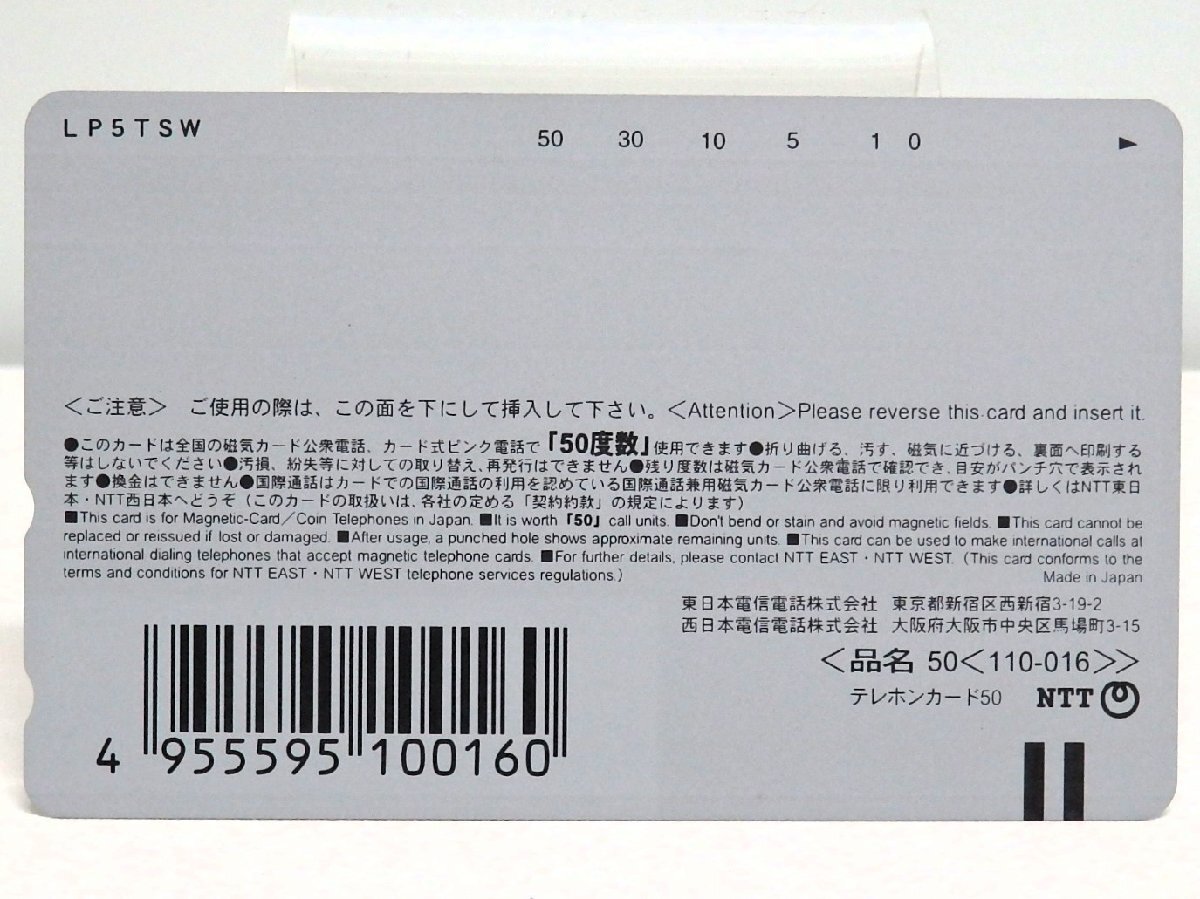 LP5TSW
50 30 10 5 1 0 ►
＜ご注意＞ ご使用の際は、この面を下にして挿入して下さい。＜Attention＞Please reverse this card and insert it.
●このカードは全国の磁気カード公衆電話、カード式ピンク電話で「50度数」使用できます●折り曲げる、汚す、磁気に近づける、裏面へ印刷する
等はしないでください●汚損、紛失等に対しての取り替え、再発行はできません●残り度数は磁気カード公衆電話で確認でき、目安がパンチ穴で表示され
ます●換金はできません●国際通話はカードでの国際通話の利用を認めている国際通話兼用磁気カード公衆電話に限り利用できます●詳しくはNTT東日
本・NTT西日本へどうぞ（このカードの取扱いは、各社の定める「契約約款」の規定によります）
■This card is for Magnetic-Card／Coin Telephones in Japan. ■It is worth「50」call units. ■Don't bend or stain and avoid magnetic fields. ■This card cannot be
replaced or reissued if lost or damaged. ■After usage, a punched hole shows approximate remaining units. ■This card can be used to make international calls at
international dialing telephones that accept magnetic telephone cards. ■For further details, please contact NTT EAST・NTT WEST. (This card conforms to the
terms and conditions for NTT EAST・NTT WEST telephone services regulations.)
Made in Japan
東日本電信電話株式会社 東京都新宿区西新宿3-19-2
西日本電信電話株式会社 大阪府大阪市中央区馬場町3-15
＜品名 50＜110-016＞＞
テレホンカード50 NTT
4 955595 100160